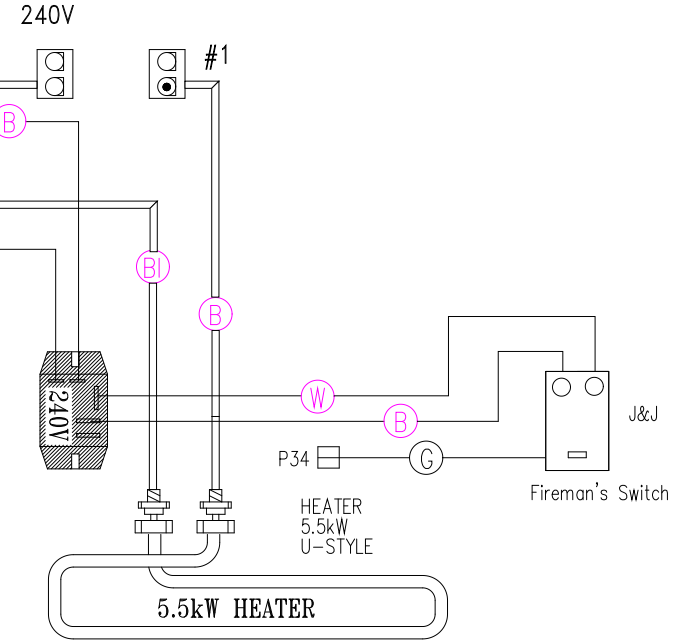 240V
#1
B
Bl
B
W
B
240V
J&J
P34
G
Fireman's Switch
HEATER
5.5kW
U-STYLE
5.5kW HEATER